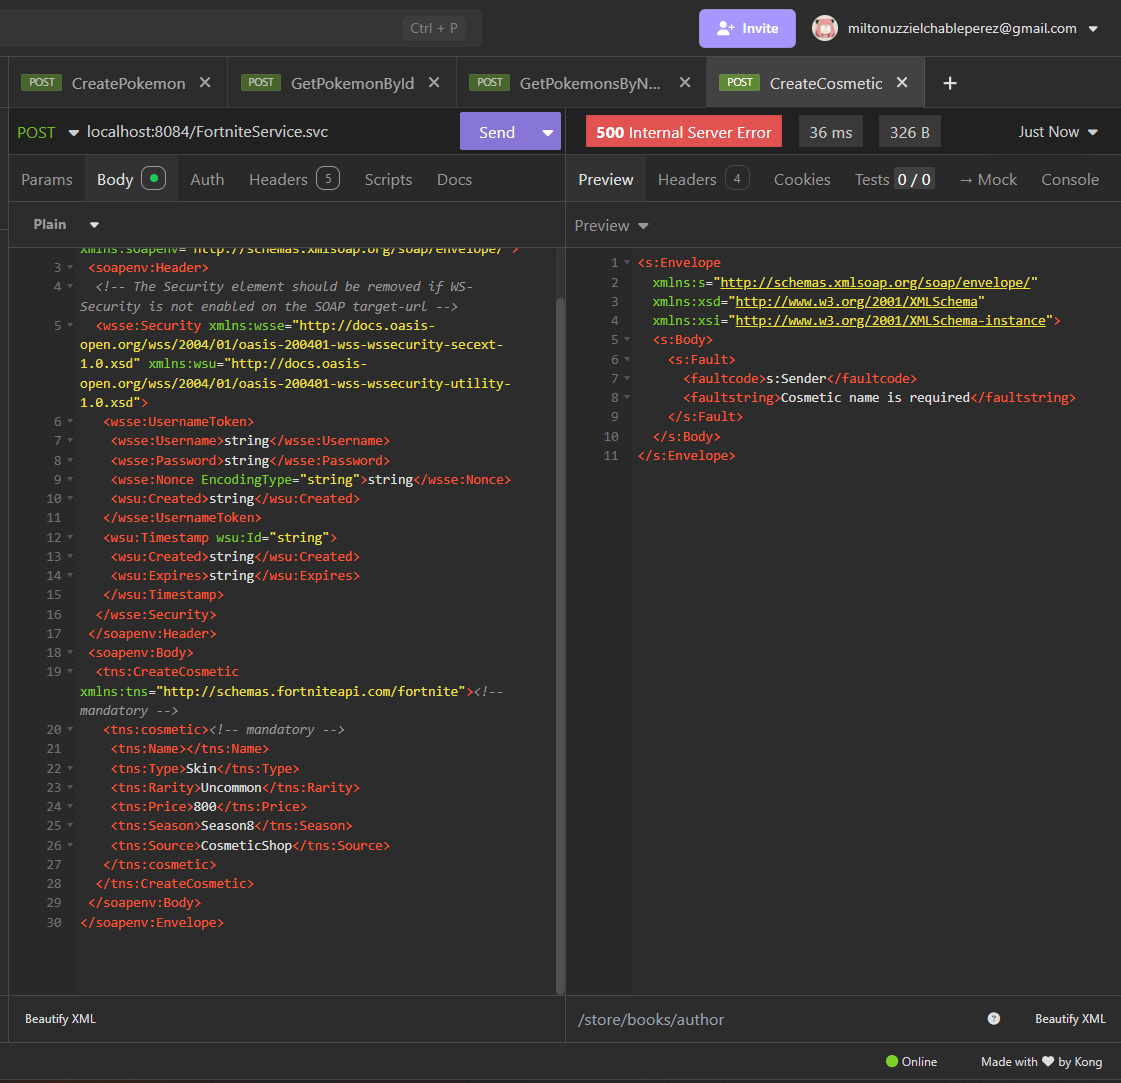 Ctrl + P
Invite
miltonuzzielchableperez@gmail.com
POST CreatePokemon
POST GetPokemonById
POST GetPokemonsByN...
POST CreateCosmetic
POST localhost:8084/FortniteService.svc
Send
500 Internal Server Error
36 ms
326 B
Just Now
Params
Body
Auth
Headers 5
Scripts
Docs
Preview
Headers 4
Cookies
Tests 0 / 0
→ Mock
Console
Plain
Preview
xmlns:soapenv="http://schemas.xmlsoap.org/soap/envelope/">
3 <soapenv:Header>
4 <!-- The Security element should be removed if WS-
Security is not enabled on the SOAP target-url -->
5 <wsse:Security xmlns:wsse="http://docs.oasis-
open.org/wss/2004/01/oasis-200401-wss-wssecurity-secext-
1.0.xsd" xmlns:wsu="http://docs.oasis-
open.org/wss/2004/01/oasis-200401-wss-wssecurity-utility-
1.0.xsd">
6 <wsse:UsernameToken>
7 <wsse:Username>string</wsse:Username>
8 <wsse:Password>string</wsse:Password>
9 <wsse:Nonce EncodingType="string">string</wsse:Nonce>
10 <wsu:Created>string</wsu:Created>
11 </wsse:UsernameToken>
12 <wsu:Timestamp wsu:Id="string">
13 <wsu:Created>string</wsu:Created>
14 <wsu:Expires>string</wsu:Expires>
15 </wsu:Timestamp>
16 </wsse:Security>
17 </soapenv:Header>
18 <soapenv:Body>
19 <tns:CreateCosmetic
xmlns:tns="http://schemas.fortniteapi.com/fortnite"><!--
mandatory -->
20 <tns:cosmetic><!-- mandatory -->
21 <tns:Name></tns:Name>
22 <tns:Type>Skin</tns:Type>
23 <tns:Rarity>Uncommon</tns:Rarity>
24 <tns:Price>800</tns:Price>
25 <tns:Season>Season8</tns:Season>
26 <tns:Source>CosmeticShop</tns:Source>
27 </tns:cosmetic>
28 </tns:CreateCosmetic>
29 </soapenv:Body>
30 </soapenv:Envelope>
1 <s:Envelope
2 xmlns:s="http://schemas.xmlsoap.org/soap/envelope/"
3 xmlns:xsd="http://www.w3.org/2001/XMLSchema"
4 xmlns:xsi="http://www.w3.org/2001/XMLSchema-instance">
5 <s:Body>
6 <s:Fault>
7 <faultcode>s:Sender</faultcode>
8 <faultstring>Cosmetic name is required</faultstring>
9 </s:Fault>
10 </s:Body>
11 </s:Envelope>
Beautify XML
/store/books/author
?
Beautify XML
Online
Made with ❤ by Kong